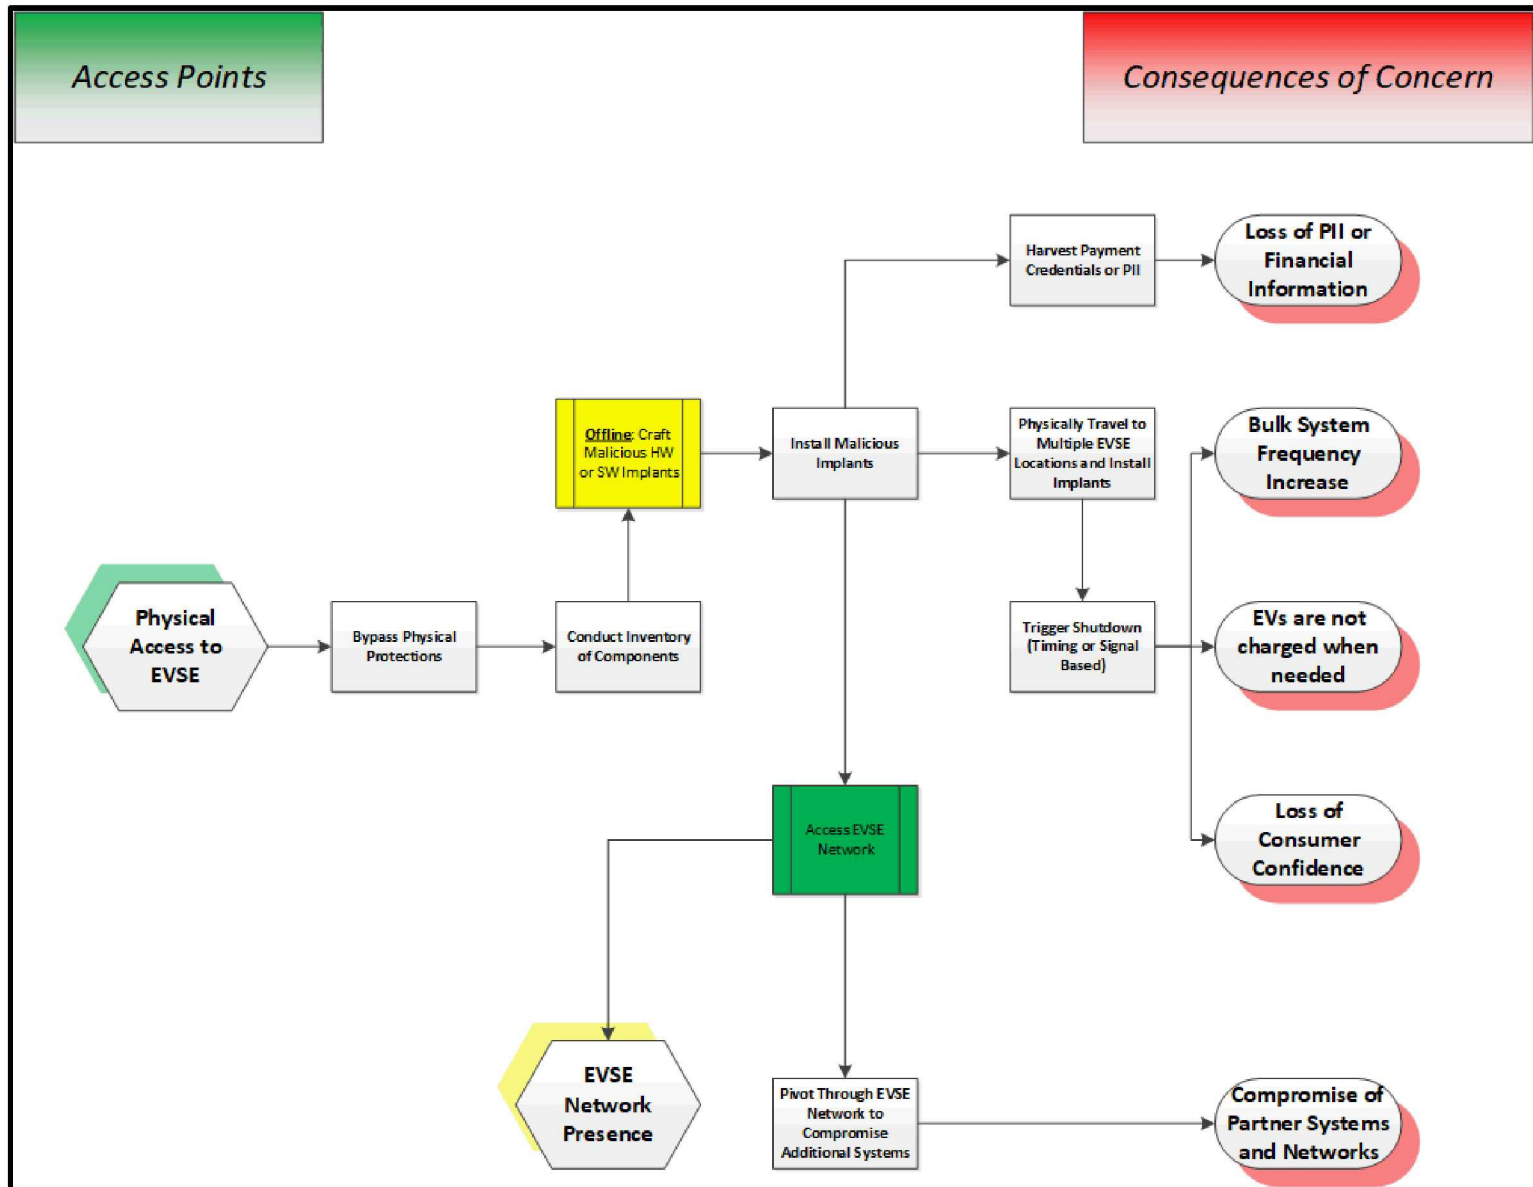 Access Points
Consequences of Concern
Harvest Payment
Credentials or PII
Loss of PII or
Financial
Information
Offline: Craft
Malicious HW
or SW Implants
Install Malicious
Implants
Physically Travel to
Multiple EVSE
Locations and Install
Implants
Bulk System
Frequency
Increase
Physical
Access to
EVSE
Bypass Physical
Protections
Conduct Inventory
of Components
Trigger Shutdown
(Timing or Signal
Based)
EVs are not
charged when
needed
Access EVSE
Network
Loss of
Consumer
Confidence
EVSE
Network
Presence
Pivot Through EVSE
Network to
Compromise
Additional Systems
Compromise of
Partner Systems
and Networks